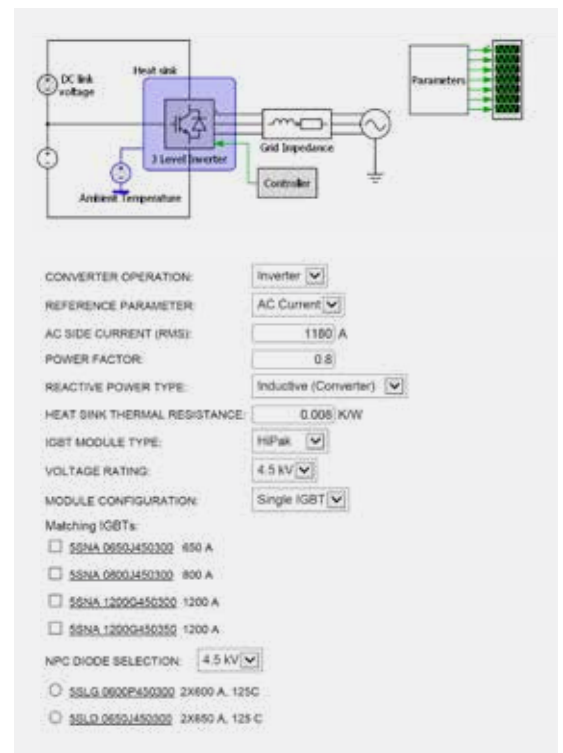 DC link
voltage
Heat sink
Parameters
3 Level Inverter
Grid Impedance
Controller
Ambient Temperature
CONVERTER OPERATION: Inverter
REFERENCE PARAMETER: AC Current
AC SIDE CURRENT (RMS): 1180 A
POWER FACTOR: 0.8
REACTIVE POWER TYPE: Inductive (Converter)
HEAT SINK THERMAL RESISTANCE: 0.008 K/W
IGBT MODULE TYPE: HiPak
VOLTAGE RATING: 4.5 kV
MODULE CONFIGURATION: Single IGBT
Matching IGBTs:
5SNA 0650J450300 650 A
5SNA 0800J450300 800 A
5SNA 1200G450300 1200 A
5SNA 1200G450350 1200 A
NPC DIODE SELECTION: 4.5 kV
5SLG 0600P450300 2X600 A, 125C
5SLD 0650J450300 2X650 A, 125 C